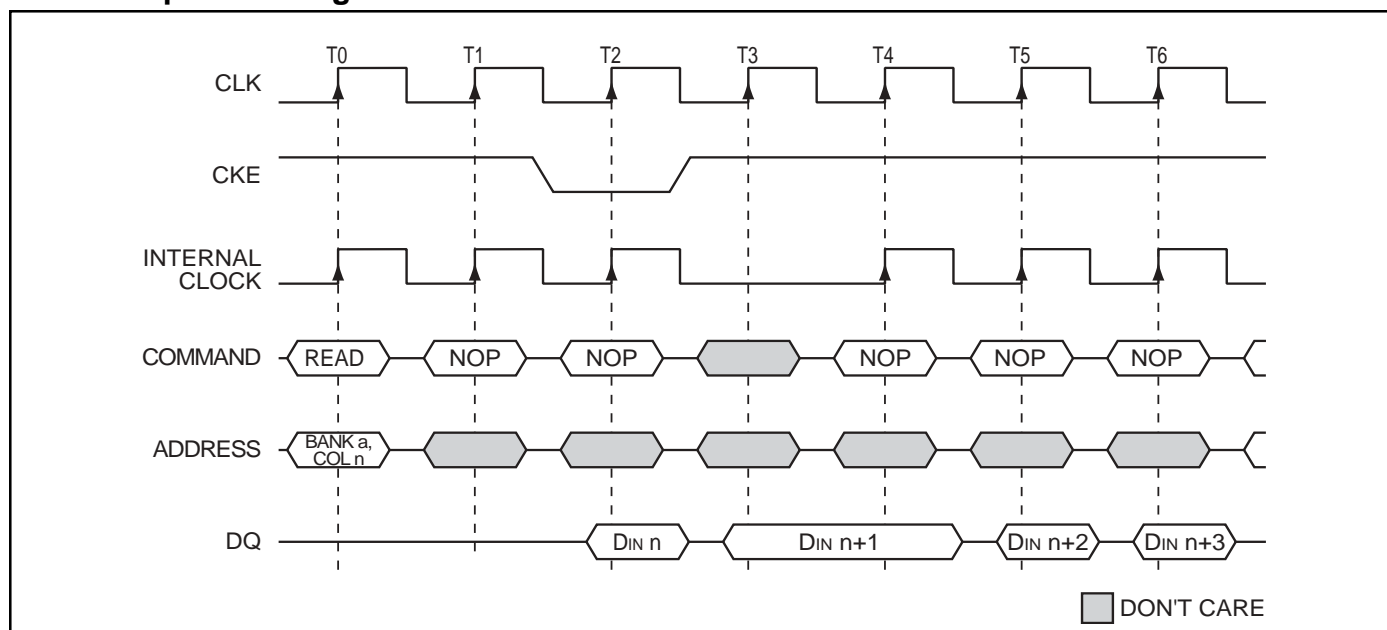 T0 T1 T2 T3 T4 T5 T6
CLK
CKE
INTERNAL
CLOCK
COMMAND READ NOP NOP NOP NOP NOP
ADDRESS BANK a,
COL n
DQ DIN n DIN n+1 DIN n+2 DIN n+3
DON'T CARE